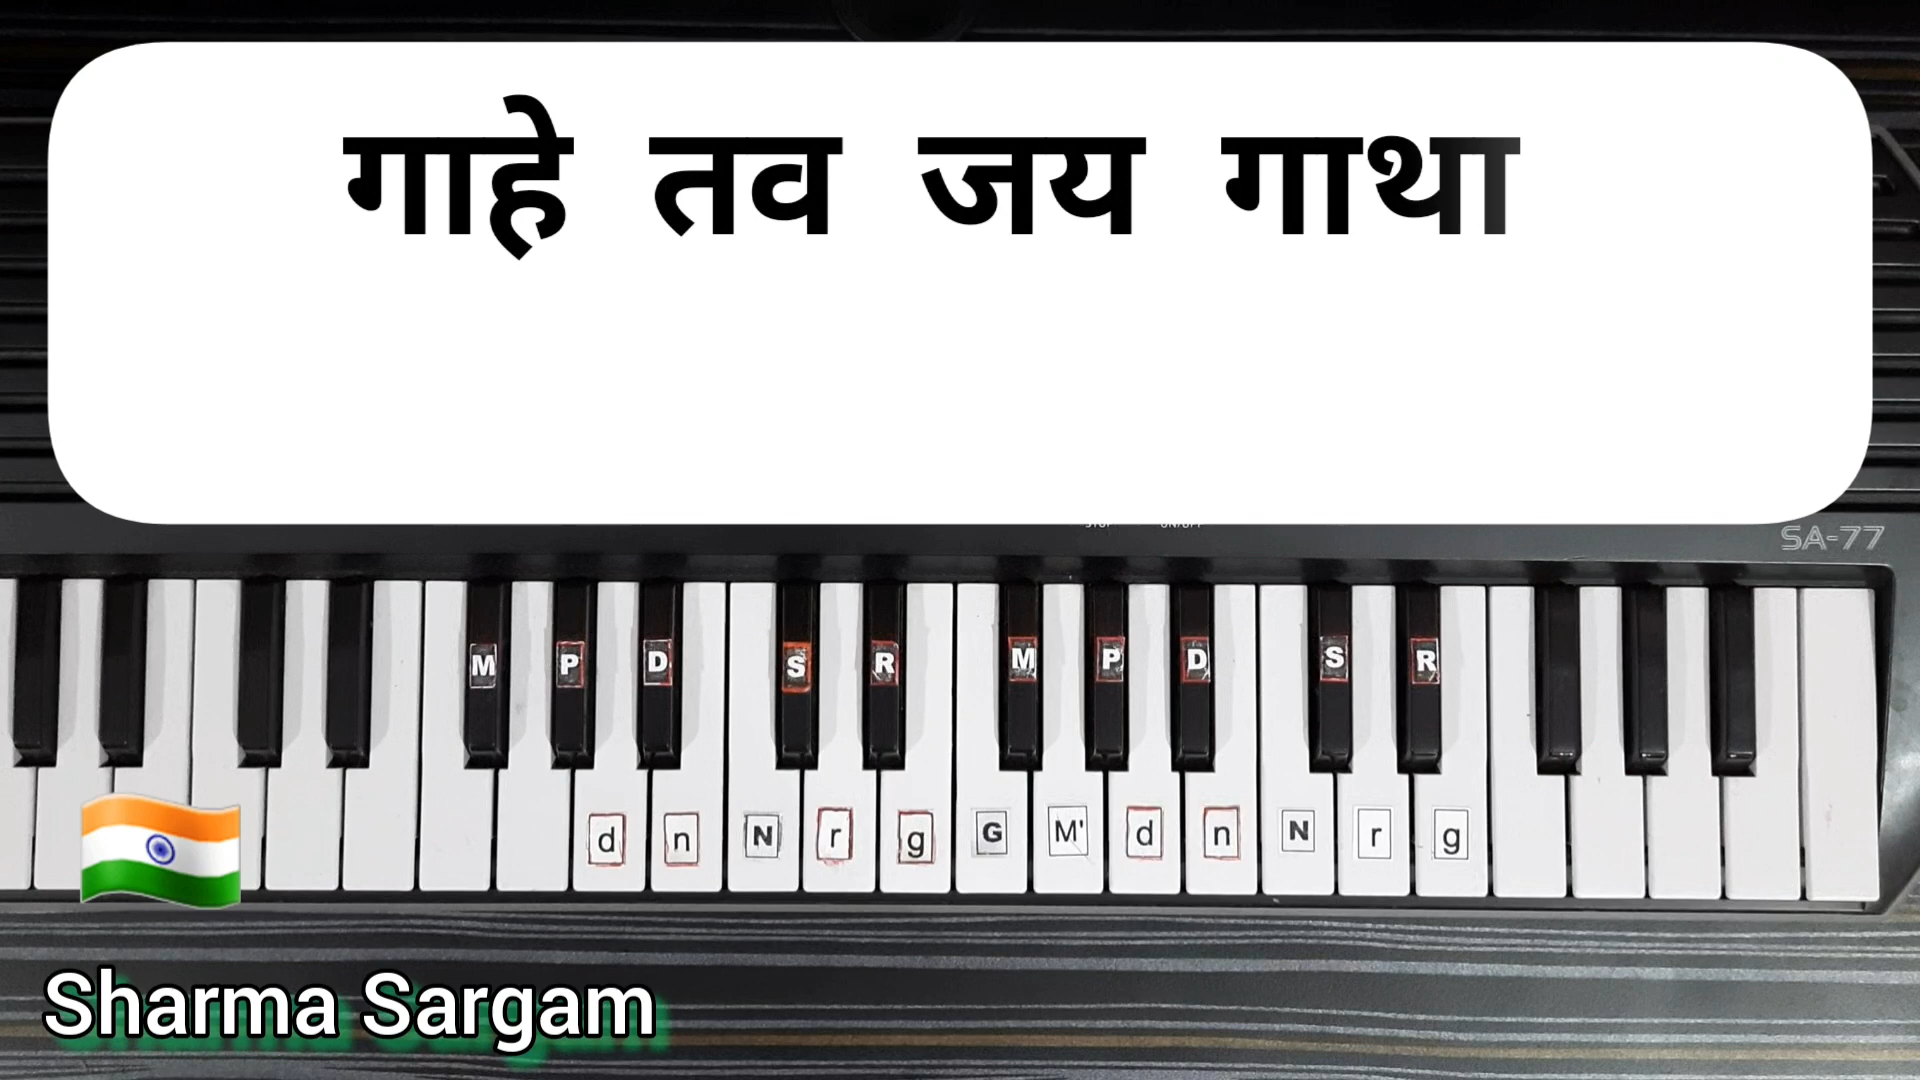 गाहे तव जय गाथा
SA-77
M P D S R M P D S R
d n N r g G M' d n N r g
Sharma Sargam